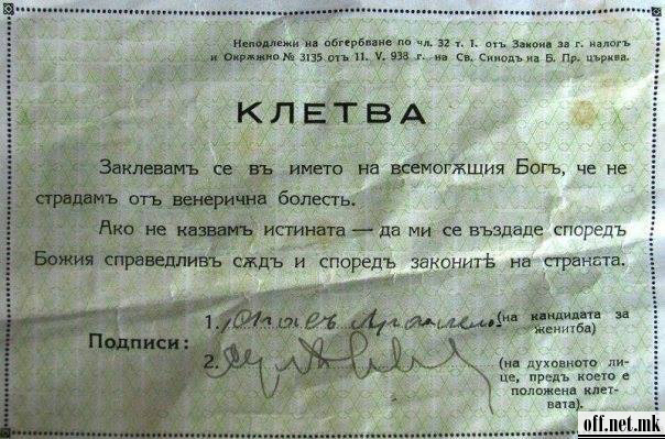 Неподлежи на обгербване по чл. 32 т. 1. отъ Закона за г. налогъ
и Окрѫжно № 3135 отъ 11. V. 938 г. на Св. Синодъ на Б. Пр. църква.
КЛЕТВА
Заклевамъ се въ името на всемогѫщия Богъ, че не
страдамъ отъ венерична болесть.
Ако не казвамъ истината — да ми се въздаде споредъ
Божия справедливъ сѫдъ и споредъ законитѣ на страната.
Подписи:
1. (на кандидата за
женитба)
2. (на духовното ли-
це, предъ което е
положена клет-
вата).
off.net.mk